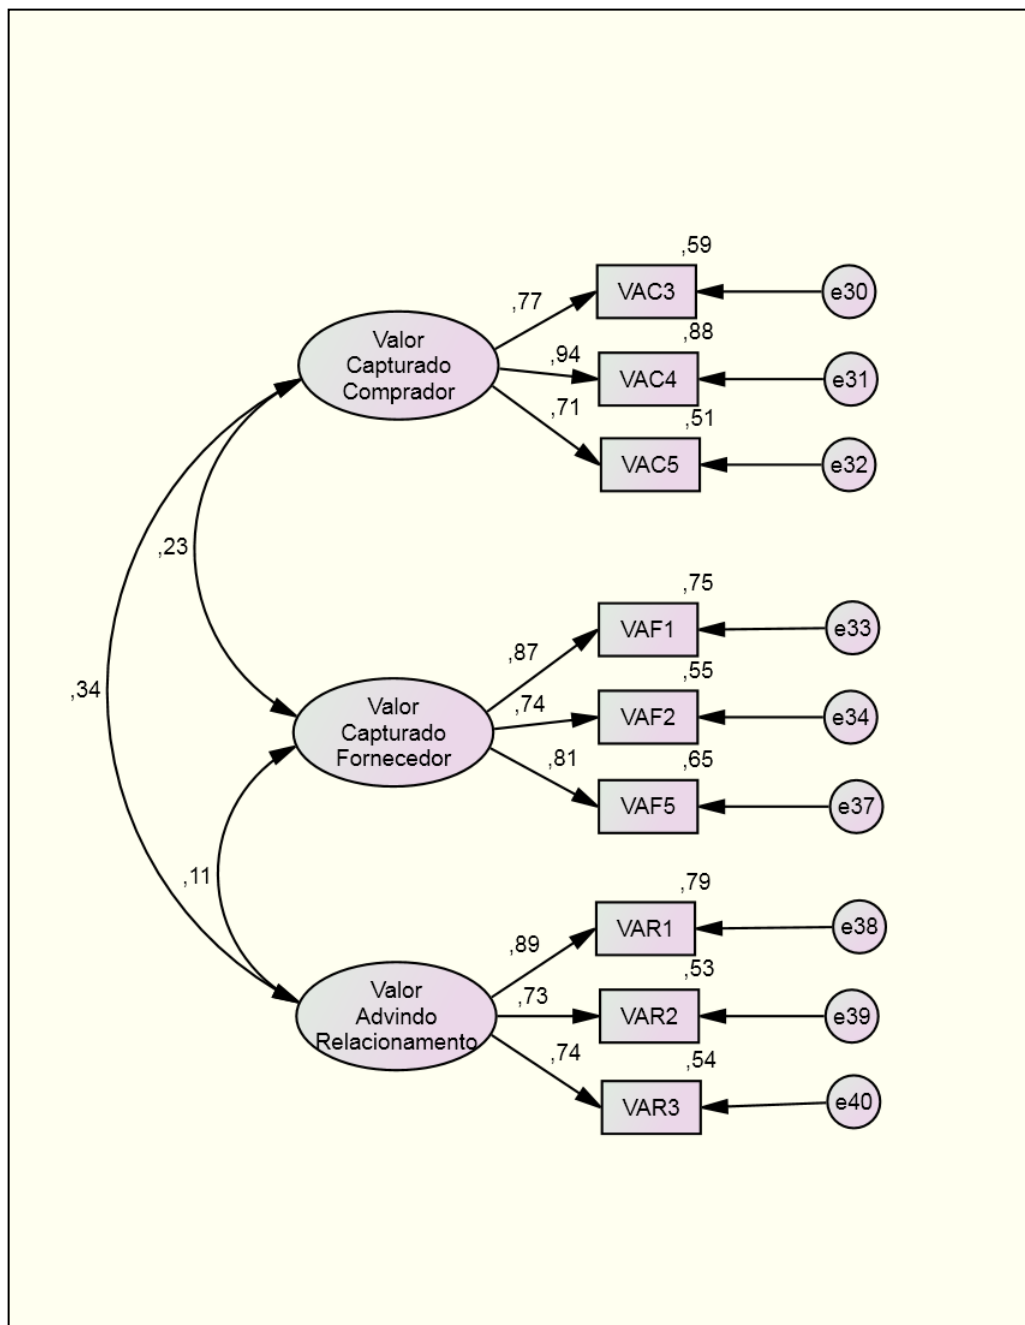 ,59
VAC3
e30
,77
Valor
Capturado
Comprador
,88
,94
VAC4
e31
,71
,51
VAC5
e32
,23
,34
,75
VAF1
e33
,87
Valor
Capturado
Fornecedor
,55
,74
VAF2
e34
,81
,65
VAF5
e37
,11
,79
VAR1
e38
,89
Valor
Advindo
Relacionamento
,53
,73
VAR2
e39
,74
,54
VAR3
e40